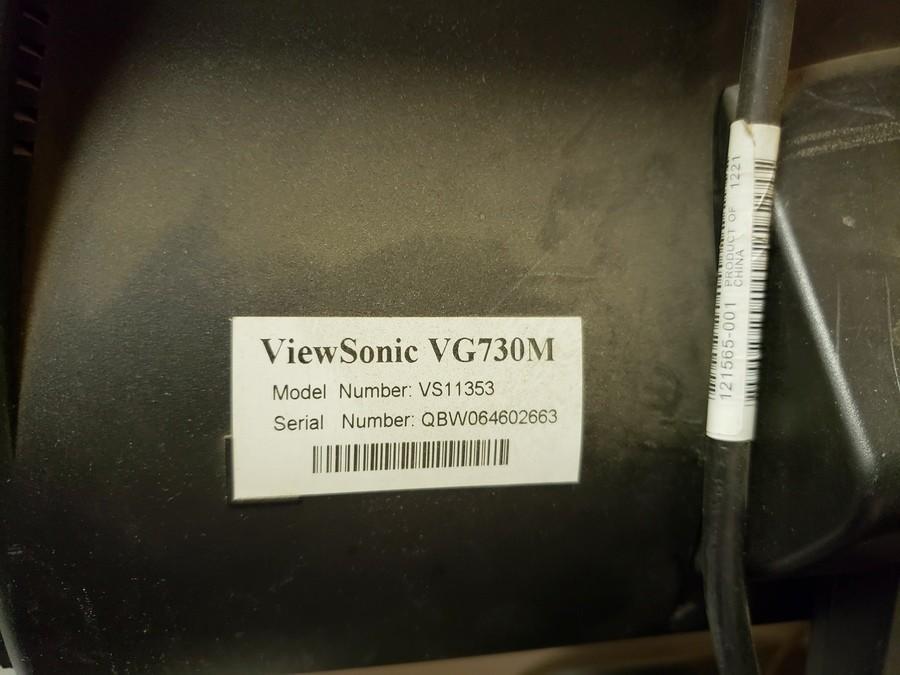 ViewSonic VG730M
Model Number: VS11353
Serial Number: QBW064602663
121565-001
PRODUCT OF
CHINA
1221